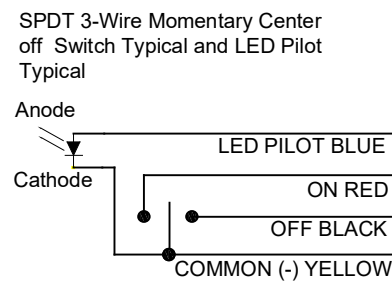 SPDT 3-Wire Momentary Center
off Switch Typical and LED Pilot
Typical
Anode
LED PILOT BLUE
Cathode
ON RED
OFF BLACK
COMMON (-) YELLOW